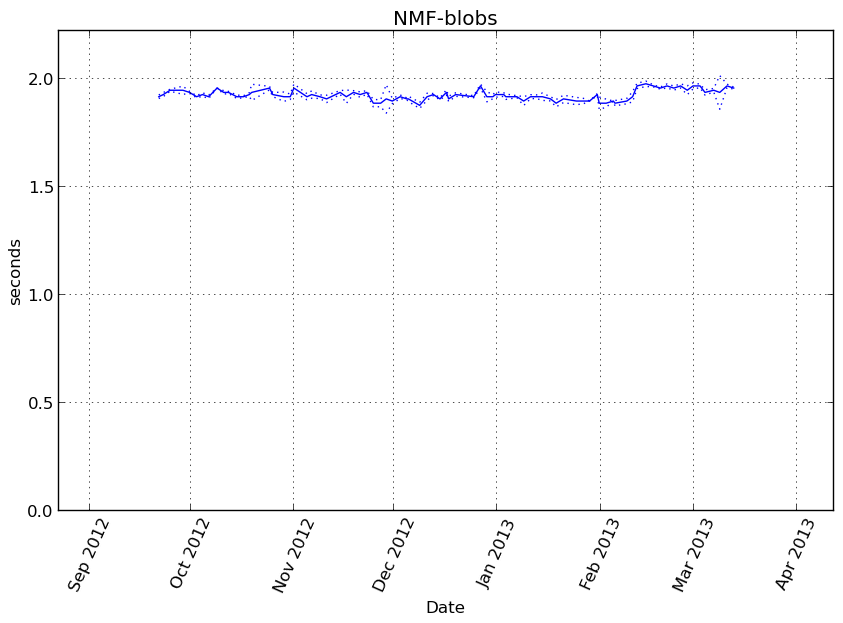 NMF-blobs
2.0
1.5
1.0
0.5
0.0
seconds
Sep 2012
Oct 2012
Nov 2012
Dec 2012
Jan 2013
Feb 2013
Mar 2013
Apr 2013
Date